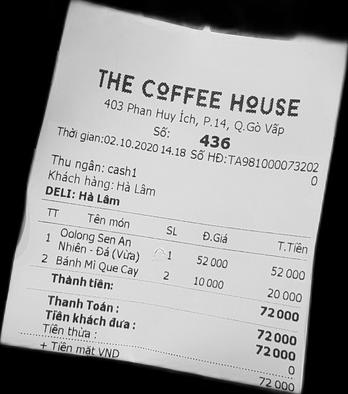 THE COFFEE HOUSE
403 Phan Huy Ích, P.14, Q.Gò Vấp
Số: 436
Thời gian:02.10.2020 14.18 Số HĐ:TA981000073202
0
Thu ngân: cash1
Khách hàng: Hà Lâm
DELI: Hà Lâm
TT Tên món SL Đ.Giá T.Tiền
1 Oolong Sen An 1 52 000 52 000
Nhiên - Đá (Vừa)
2 Bánh Mì Que Cay 2 10 000 20 000
Thành tiền: 72 000
Thanh Toán : 72 000
Tiền khách đưa : 72 000
Tiền thừa : 0
+ Tiền mặt VND 72 000